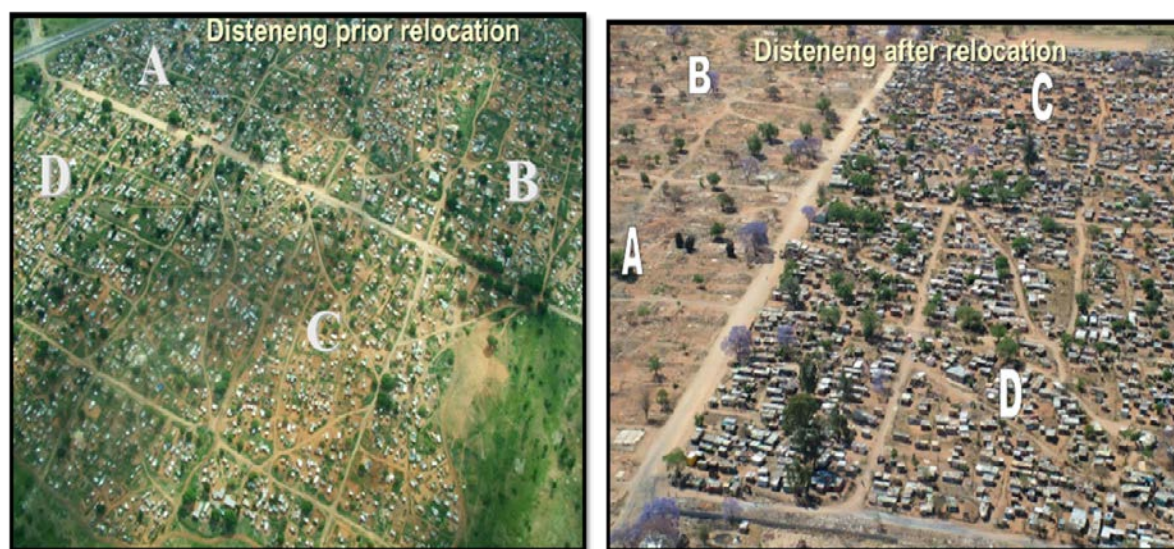 Disteneng prior relocation
A
D
B
C
Disteneng after relocation
B
C
A
D